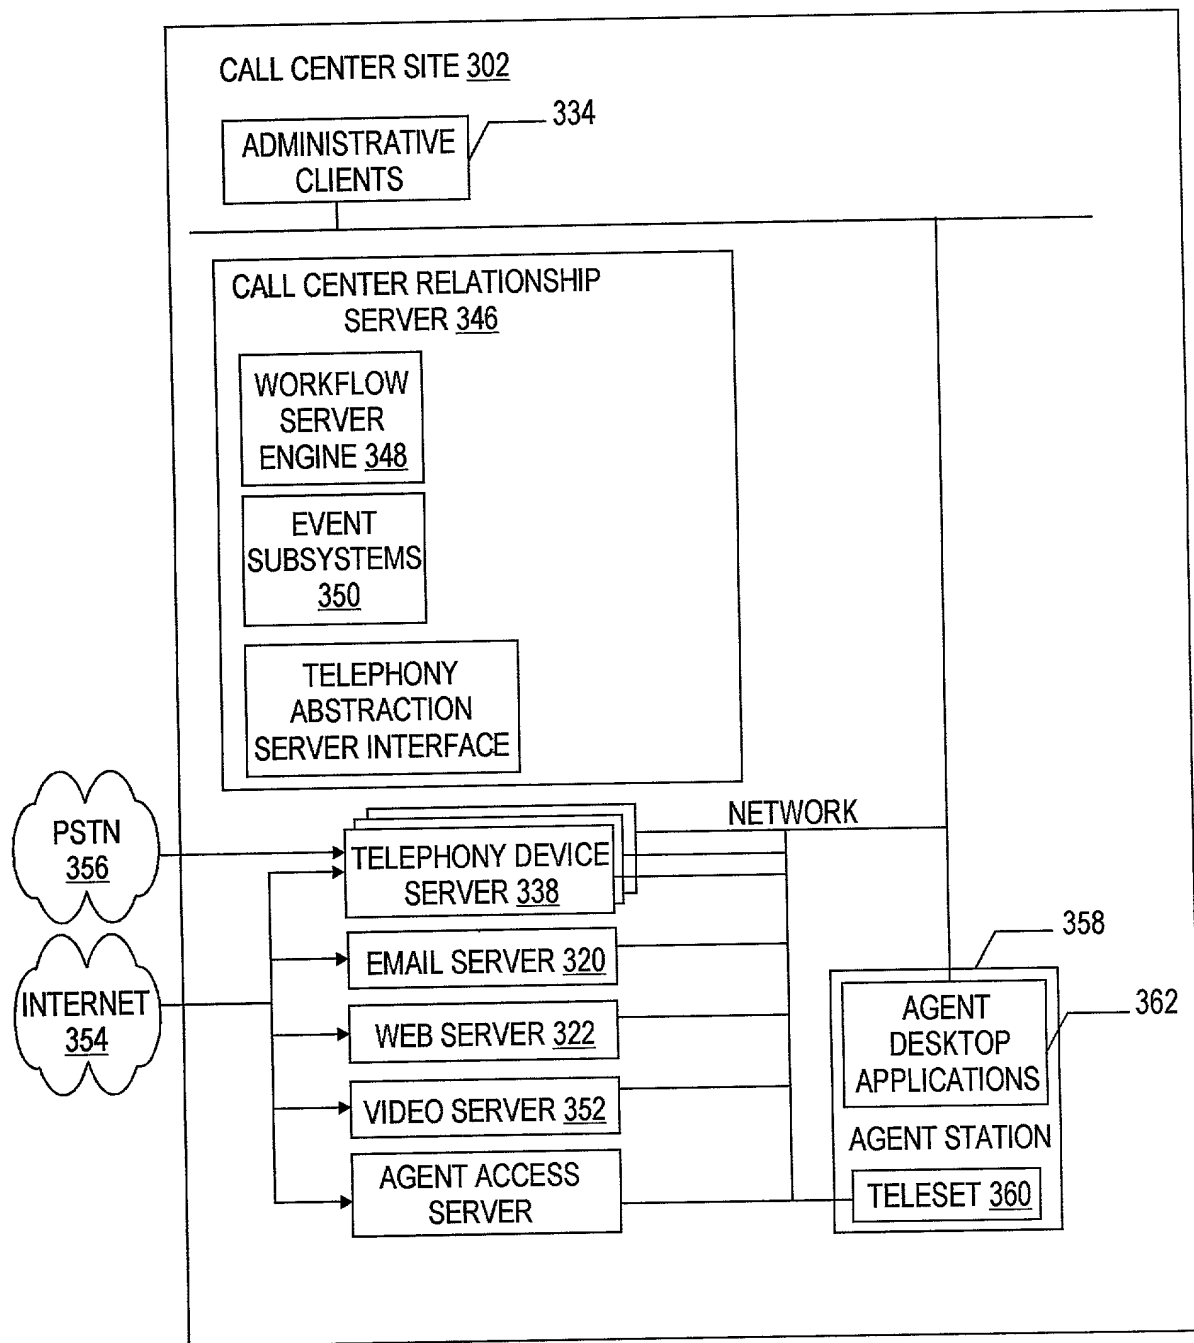 CALL CENTER SITE 302
334
ADMINISTRATIVE
CLIENTS
CALL CENTER RELATIONSHIP
SERVER 346
WORKFLOW
SERVER
ENGINE 348
EVENT
SUBSYSTEMS
350
TELEPHONY
ABSTRACTION
SERVER INTERFACE
PSTN
356
NETWORK
TELEPHONY DEVICE
SERVER 338
INTERNET
354
EMAIL SERVER 320
WEB SERVER 322
VIDEO SERVER 352
AGENT ACCESS
SERVER
358
362
AGENT
DESKTOP
APPLICATIONS
AGENT STATION
TELESET 360